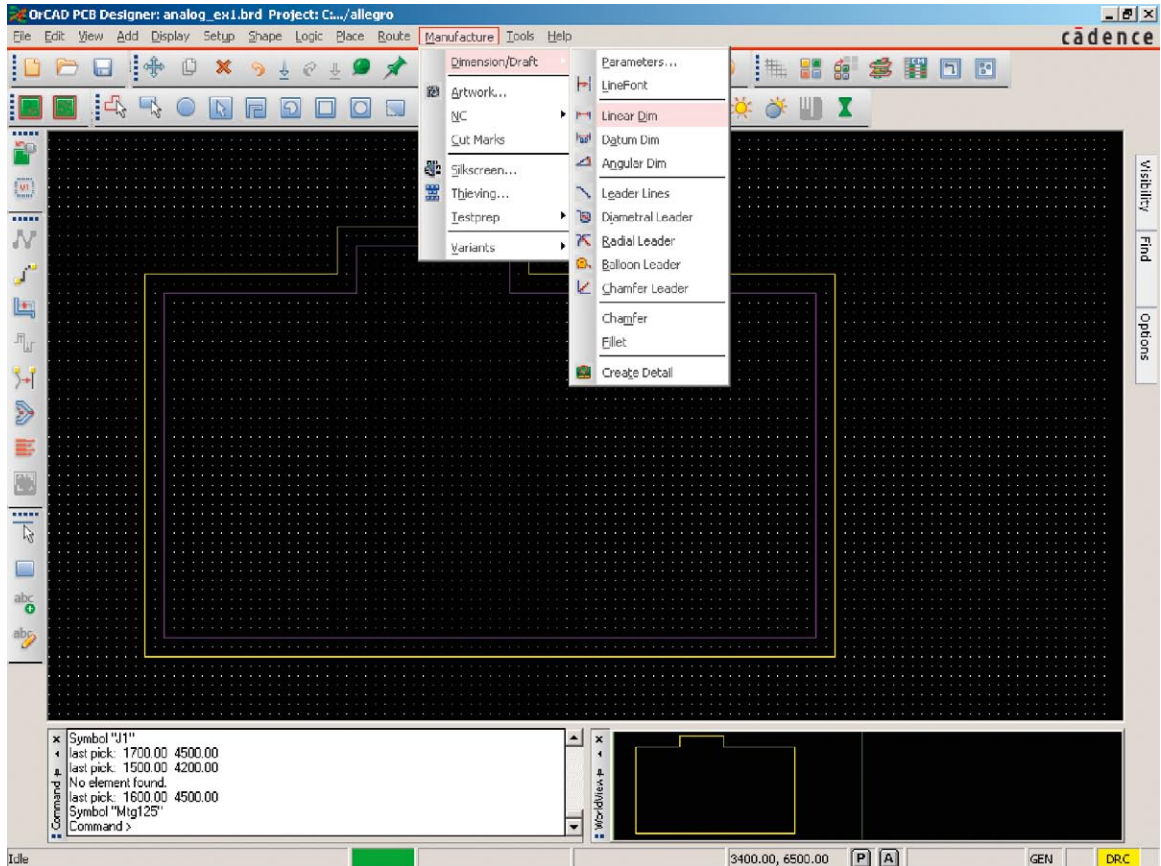 OrCAD PCB Designer: analog_ex1.brd Project: C:.../allegro
File Edit View Add Display Setup Shape Logic Place Route Manufacture Tools Help
cādence
Dimension/Draft
Artwork...
NC
Cut Marks
Silkscreen...
Thieving...
Testprep
Variants
Parameters...
LineFont
Linear Dim
Datum Dim
Angular Dim
Leader Lines
Diametral Leader
Radial Leader
Balloon Leader
Chamfer Leader
Chamfer
Fillet
Create Detail
U1
abc
abc
Visibility
Find
Options
Command
Symbol "J1"
last pick: 1700.00 4500.00
last pick: 1500.00 4200.00
No element found.
last pick: 1600.00 4500.00
Symbol "Mtg125"
Command >
WorldView
Idle
3400.00, 6500.00 P A GEN DRC